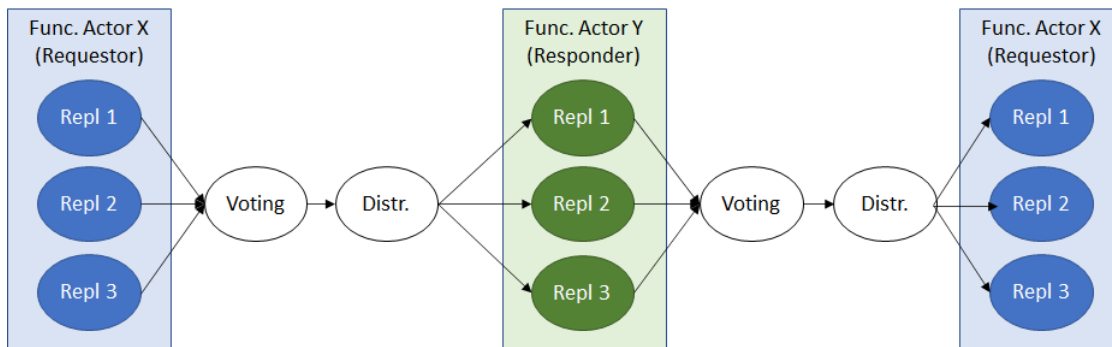 Func. Actor X
(Requestor)
Repl 1
Repl 2
Repl 3
Voting
Distr.
Func. Actor Y
(Responder)
Repl 1
Repl 2
Repl 3
Voting
Distr.
Func. Actor X
(Requestor)
Repl 1
Repl 2
Repl 3